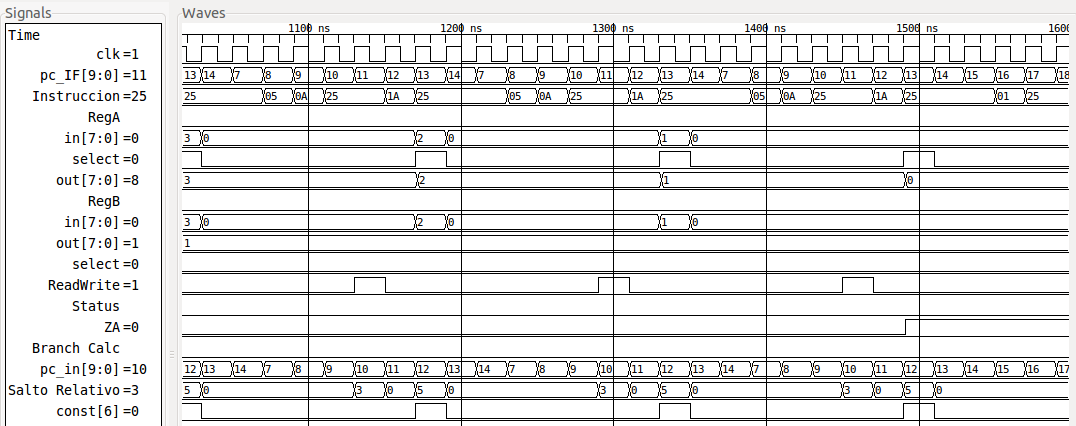 Signals Waves
Time 1100 ns 1200 ns 1300 ns 1400 ns 1500 ns 1600
clk=1
pc_IF[9:0]=11 13 14 7 8 9 10 11 12 13 14 7 8 9 10 11 12 13 14 7 8 9 10 11 12 13 14 15 16 17 18
Instruccion=25 25 05 0A 25 1A 25 05 0A 25 1A 25 05 0A 25 1A 25 01 25
RegA
in[7:0]=0 3 0 2 0 1 0
select=0
out[7:0]=8 3 2 1 0
RegB
in[7:0]=0 3 0 2 0 1 0
out[7:0]=1 1
select=0
ReadWrite=1
Status
ZA=0
Branch Calc
pc_in[9:0]=10 12 13 14 7 8 9 10 11 12 13 14 7 8 9 10 11 12 13 14 7 8 9 10 11 12 13 14 15 16 17
Salto Relativo=3 5 0 3 0 5 0 3 0 5 0 3 0 5 0
const[6]=0